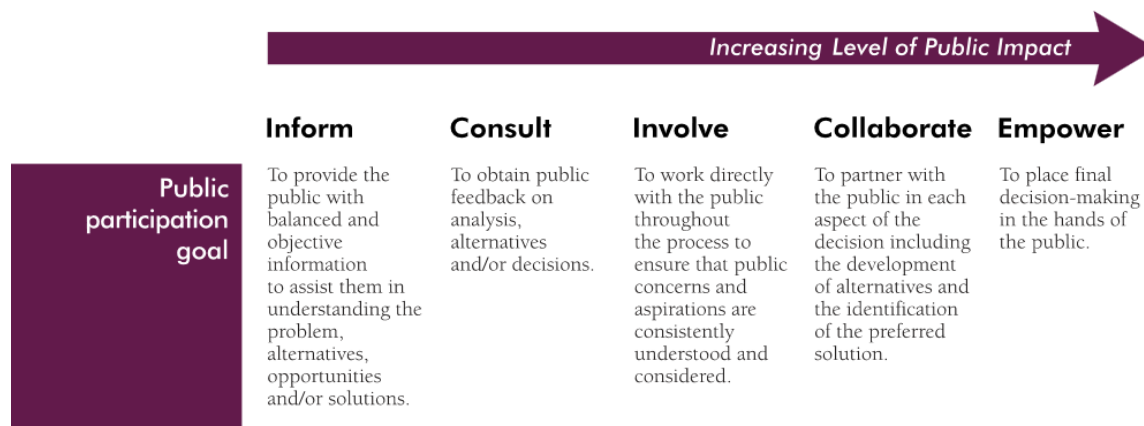 Increasing Level of Public Impact
Inform
Consult
Involve
Collaborate
Empower
Public
participation
goal
To provide the
public with
balanced and
objective
information
to assist them in
understanding the
problem,
alternatives,
opportunities
and/or solutions.
To obtain public
feedback on
analysis,
alternatives
and/or decisions.
To work directly
with the public
throughout
the process to
ensure that public
concerns and
aspirations are
consistently
understood and
considered.
To partner with
the public in each
aspect of the
decision including
the development
of alternatives and
the identification
of the preferred
solution.
To place final
decision-making
in the hands of
the public.